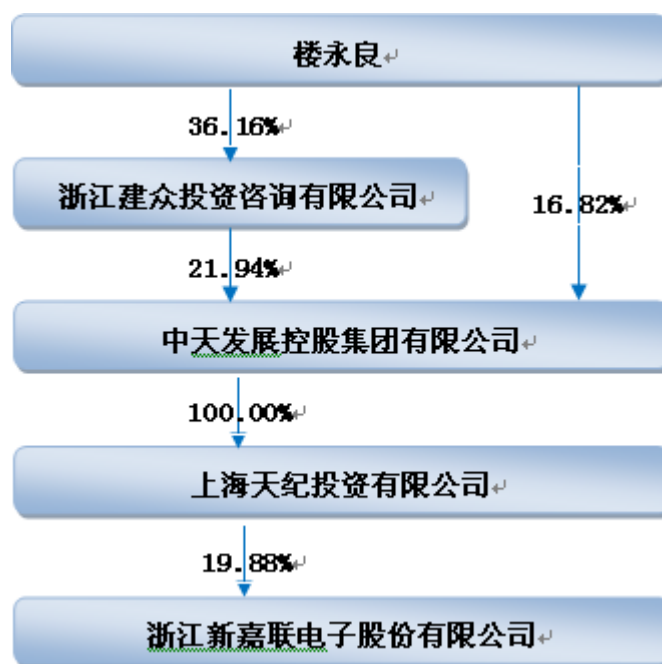 楼永良
36.16%
浙江建众投资咨询有限公司
16.82%
21.94%
中天发展控股集团有限公司
100.00%
上海天纪投资有限公司
19.88%
浙江新嘉联电子股份有限公司